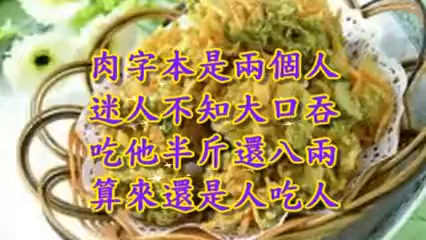 肉字本是兩個人
迷人不知大口吞
吃他半斤還八兩
算來還是人吃人